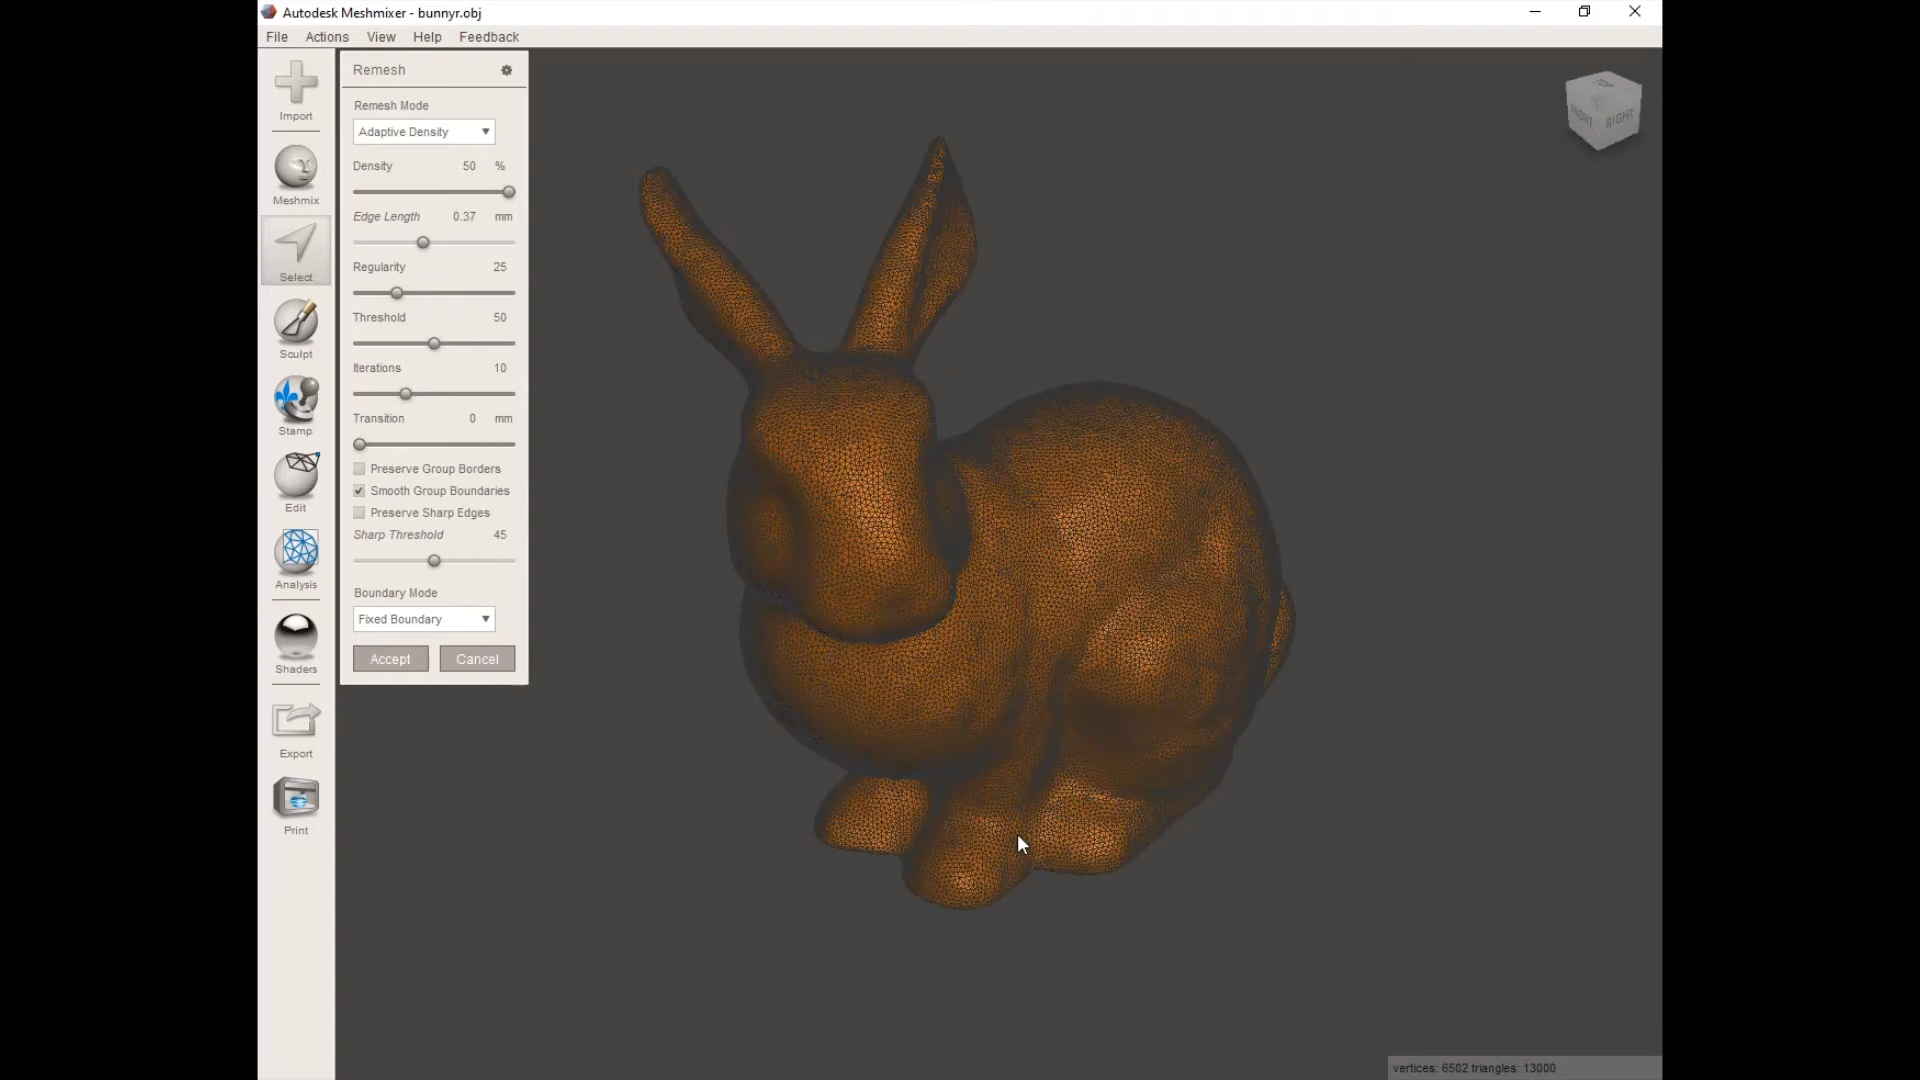 Autodesk Meshmixer - bunnyr.obj
File Actions View Help Feedback
Import
Meshmix
Select
Sculpt
Stamp
Edit
Analysis
Shaders
Export
Print
Remesh
Remesh Mode
Adaptive Density
Density 50 %
Edge Length 0.37 mm
Regularity 25
Threshold 50
Iterations 10
Transition 0 mm
Preserve Group Borders
Smooth Group Boundaries
Preserve Sharp Edges
Sharp Threshold 45
Boundary Mode
Fixed Boundary
Accept Cancel
FRONT RIGHT
vertices: 6502 triangles: 13000